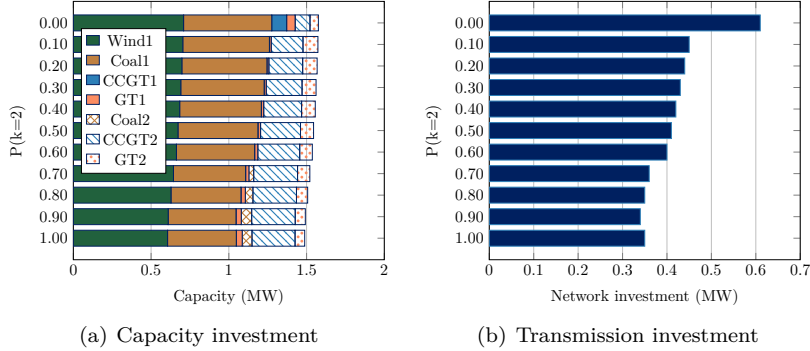 0.00
0.10
0.20
0.30
0.40
0.50
0.60
0.70
0.80
0.90
1.00
P(k=2)
Wind1
Coal1
CCGT1
GT1
Coal2
CCGT2
GT2
0 0.5 1 1.5 2
Capacity (MW)
(a) Capacity investment
0.00
0.10
0.20
0.30
0.40
0.50
0.60
0.70
0.80
0.90
1.00
P(k=2)
0 0.1 0.2 0.3 0.4 0.5 0.6 0.7
Network investment (MW)
(b) Transmission investment